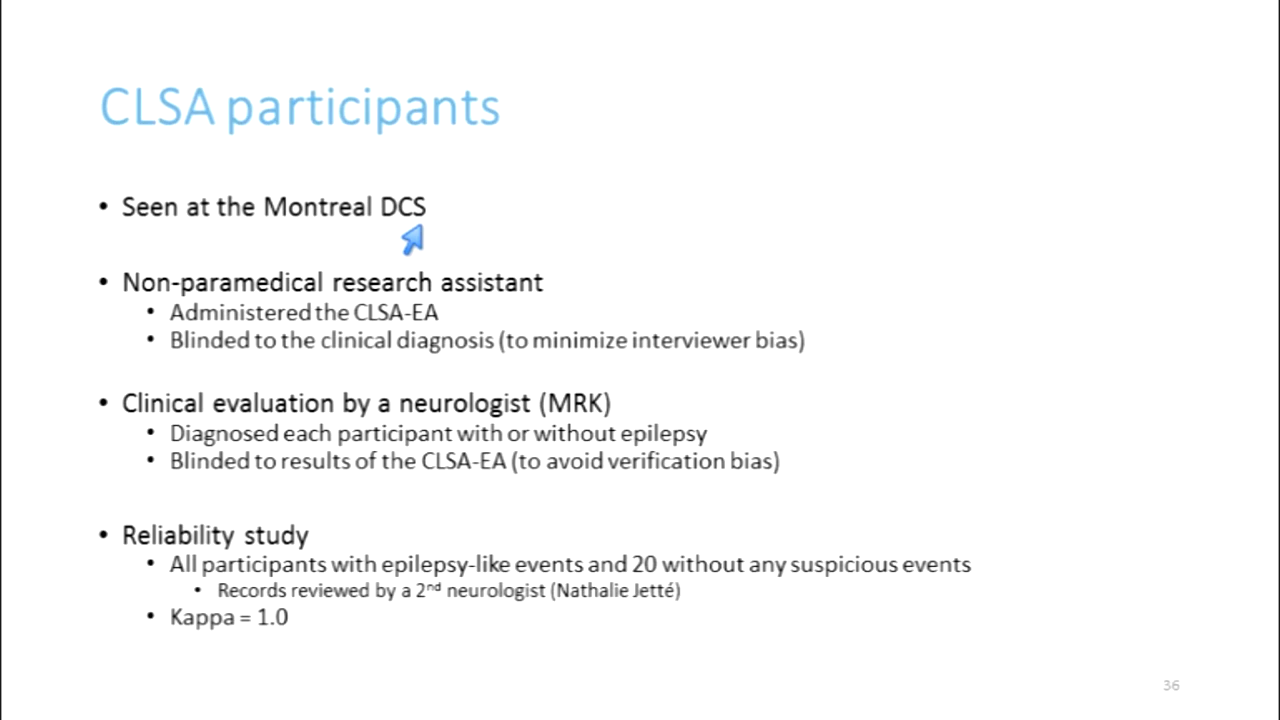 CLSA participants
• Seen at the Montreal DCS
• Non-paramedical research assistant
• Administered the CLSA-EA
• Blinded to the clinical diagnosis (to minimize interviewer bias)
• Clinical evaluation by a neurologist (MRK)
• Diagnosed each participant with or without epilepsy
• Blinded to results of the CLSA-EA (to avoid verification bias)
• Reliability study
• All participants with epilepsy-like events and 20 without any suspicious events
• Records reviewed by a 2nd neurologist (Nathalie Jetté)
• Kappa = 1.0
36